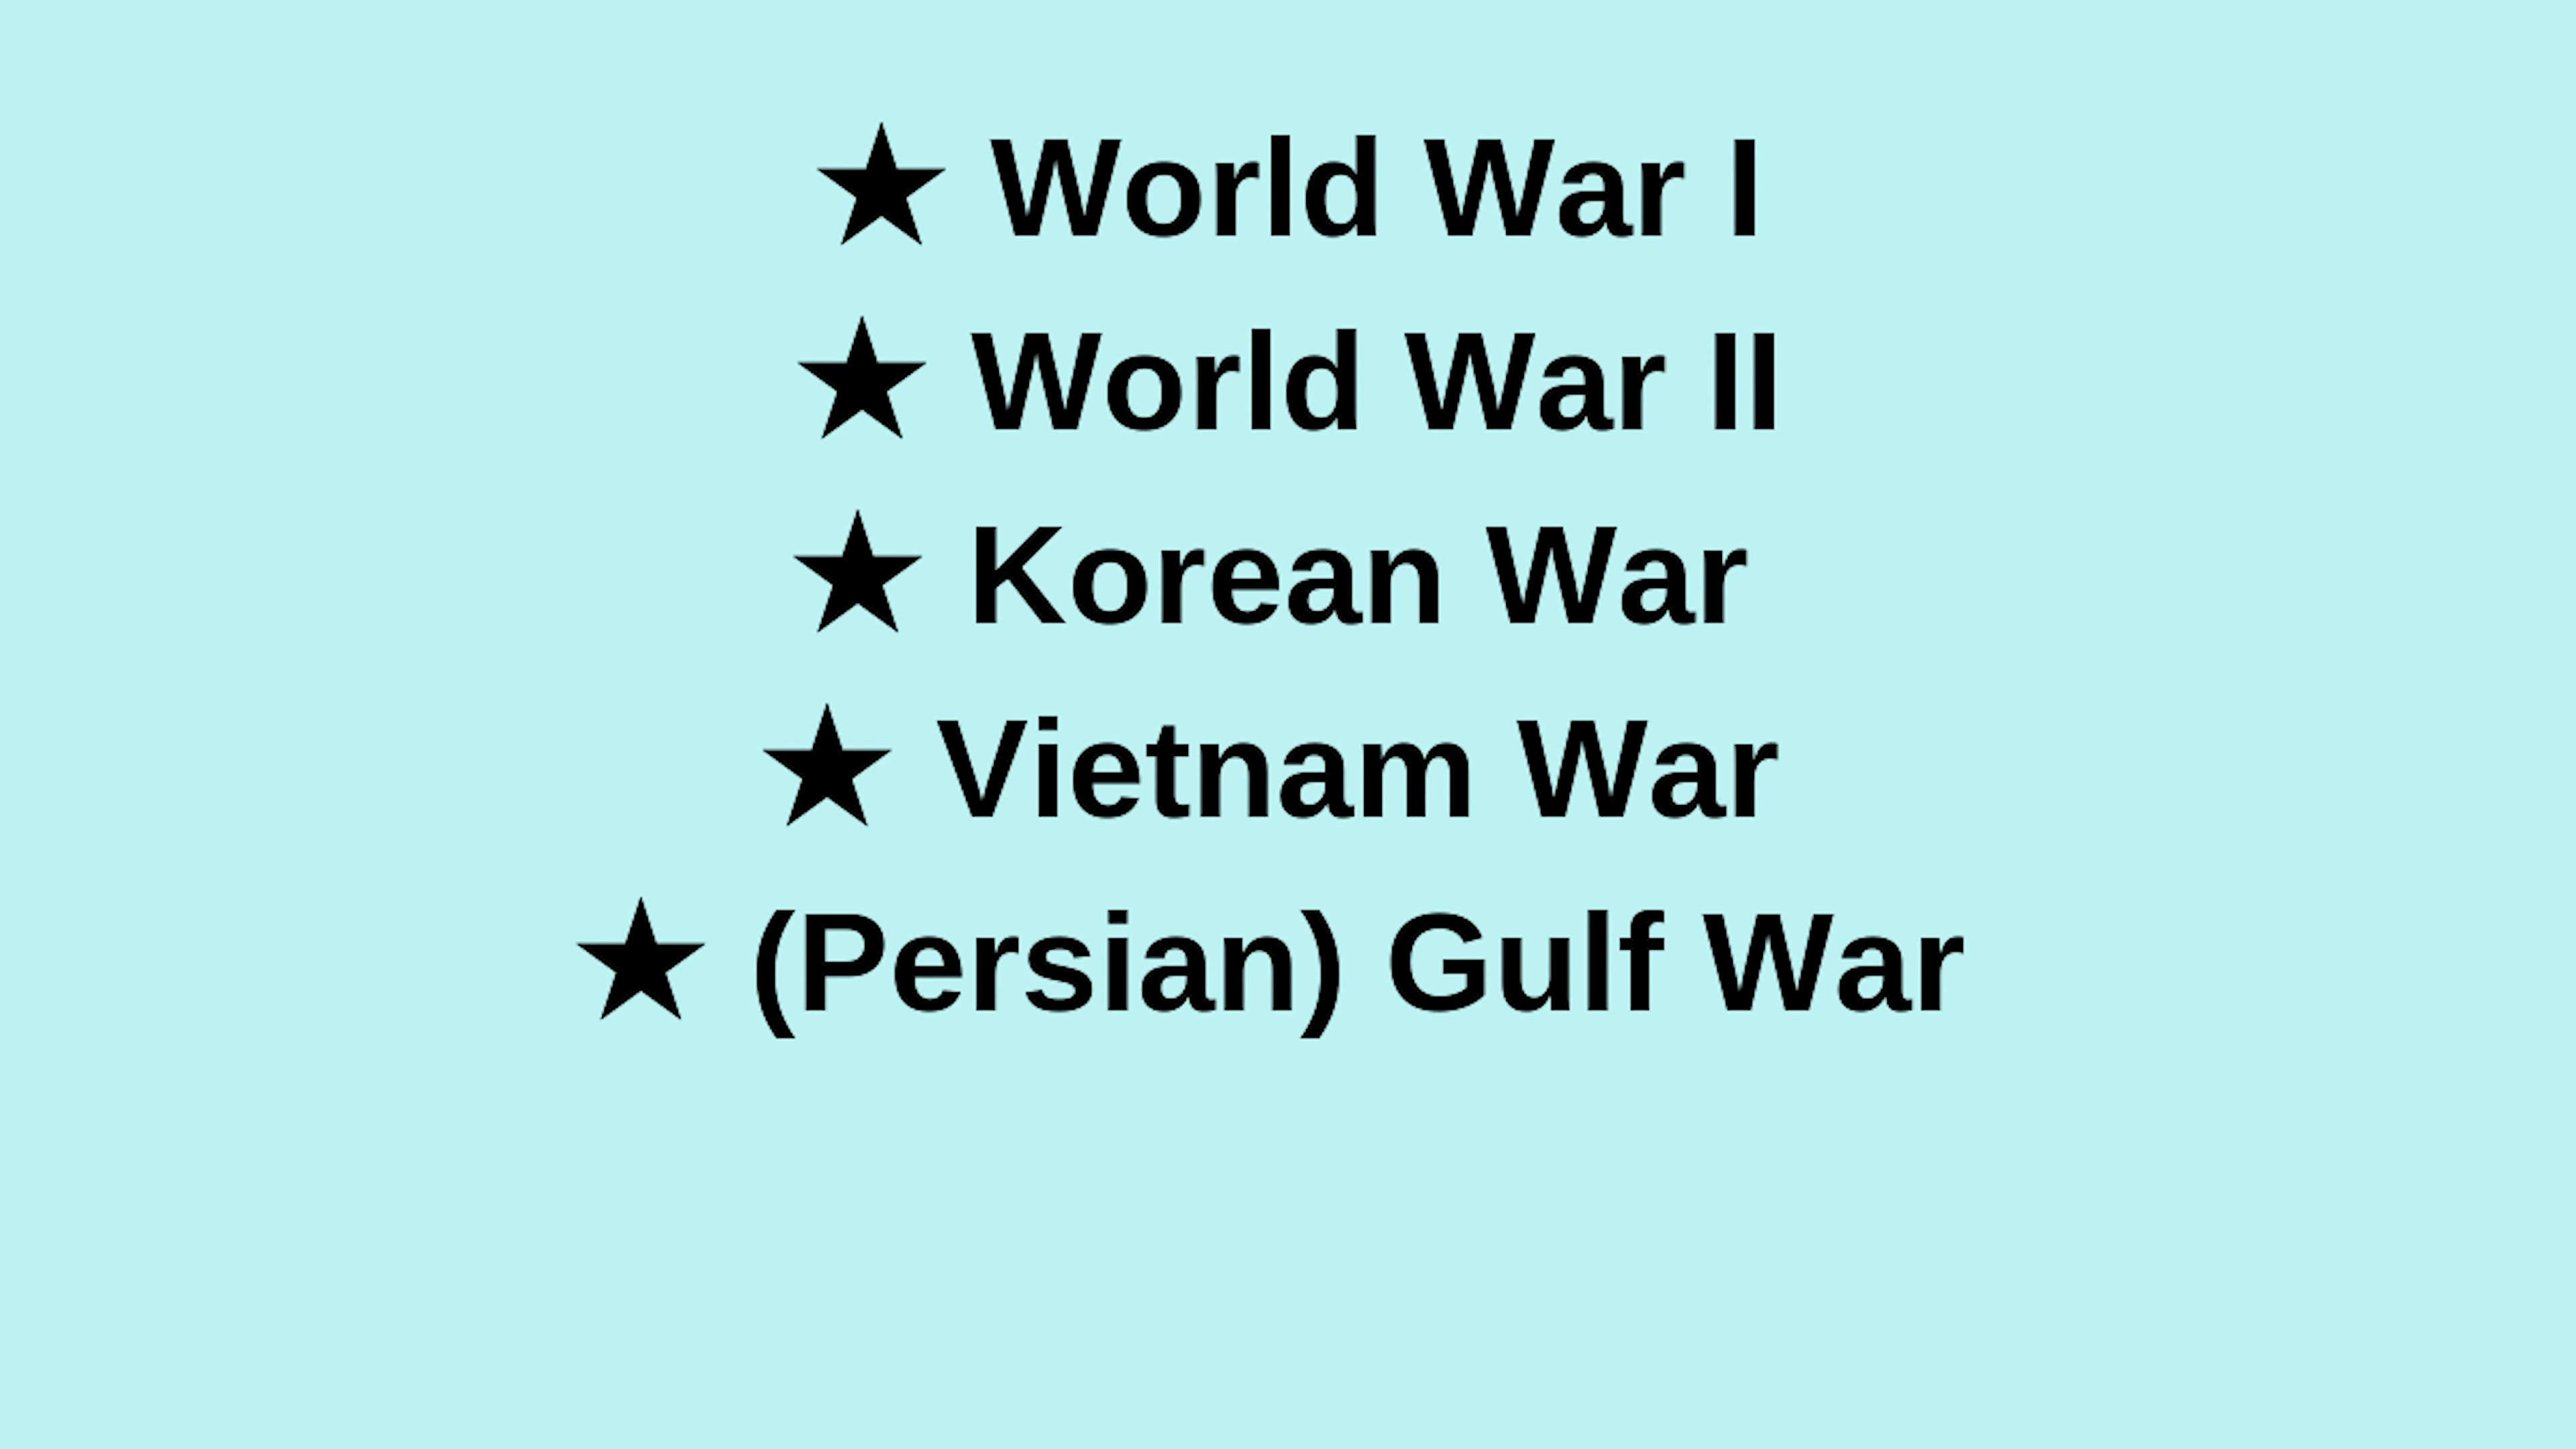 ★ World War I
★ World War II
★ Korean War
★ Vietnam War
★ (Persian) Gulf War